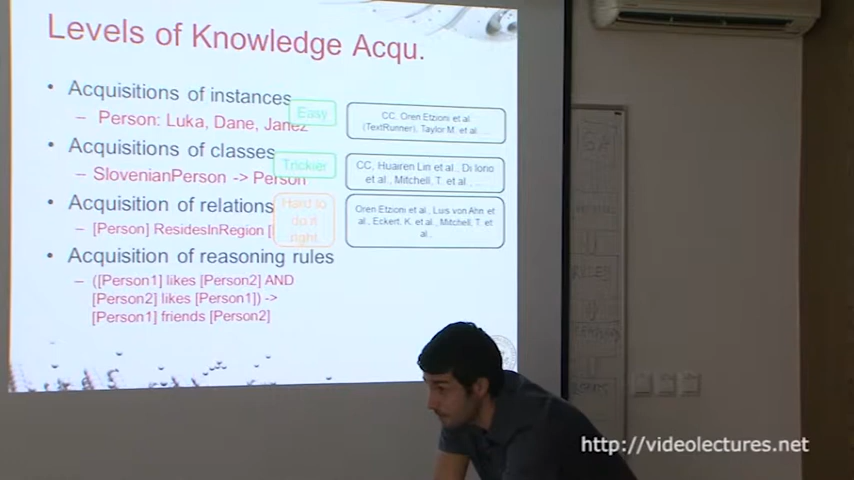 Levels of Knowledge Acqu.
• Acquisitions of instances
Easy
– Person: Luka, Dane, Janez
CC, Oren Etzioni et al.
(TextRunner), Taylor M. et al. ...
• Acquisitions of classes
Trickier
– SlovenianPerson -> Person
CC, Huairen Lin et al., Di Iorio
et al., Mitchell, T. et al., ...
• Acquisition of relations
Hard to
do it
right
– [Person] ResidesInRegion [
Oren Etzioni et al., Luis von Ahn et
al., Eckert, K. et al., Mitchell, T. et
al.,
• Acquisition of reasoning rules
– ([Person1] likes [Person2] AND
[Person2] likes [Person1]) ->
[Person1] friends [Person2]
http://videolectures.net